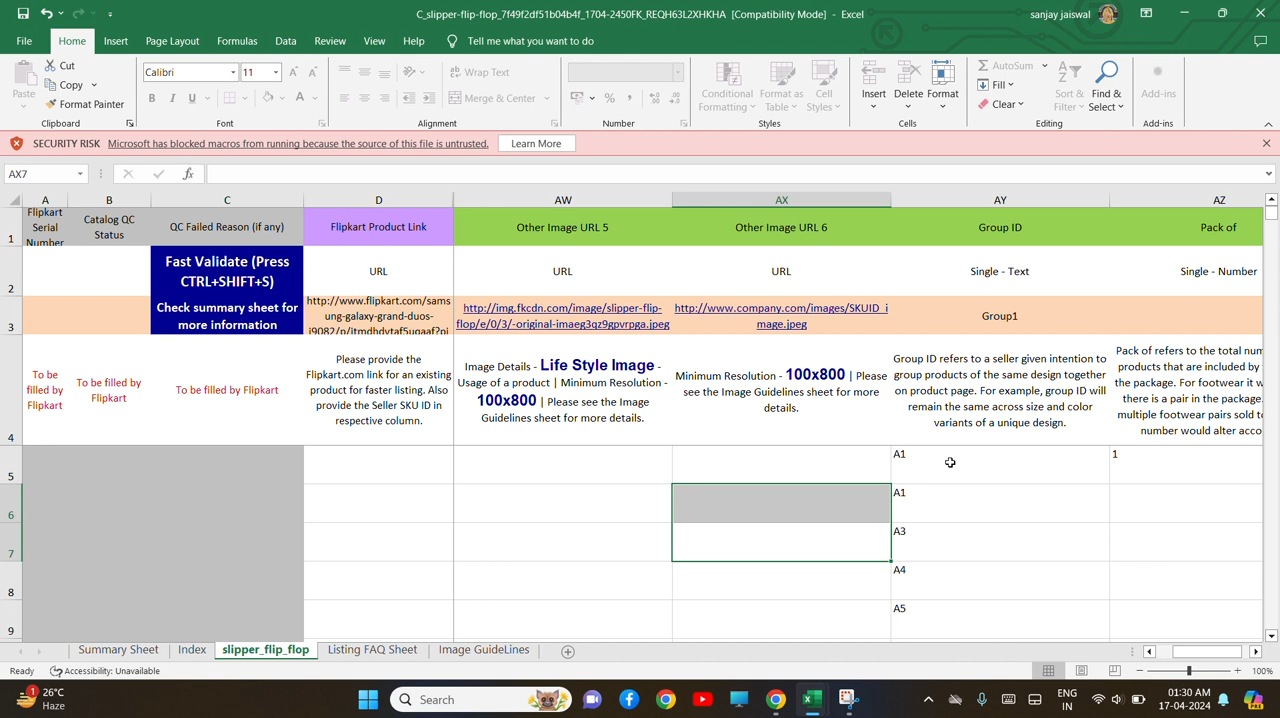 C_slipper-flip-flop_7f49f2df51b04b4f_1704-2450FK_REQH63L2XHKHA [Compatibility Mode] - Excel
sanjay jaiswal
File Home Insert Page Layout Formulas Data Review View Help Tell me what you want to do
Paste
Cut
Copy
Format Painter
Clipboard
Calibri 11
B I U
Font
Wrap Text
Merge & Center
Alignment
Number
Conditional Formatting
Format as Table
Cell Styles
Styles
Insert Delete Format
Cells
AutoSum
Fill
Clear
Sort & Filter
Find & Select
Editing
Add-ins
Add-ins
SECURITY RISK Microsoft has blocked macros from running because the source of this file is untrusted. Learn More
AX7 fx
A B C D AW AX AY AZ
1
Flipkart
Serial
Number
Catalog QC
Status
QC Failed Reason (if any)
Flipkart Product Link
Other Image URL 5
Other Image URL 6
Group ID
Pack of
2
Fast Validate (Press
CTRL+SHIFT+S)
URL
URL
URL
Single - Text
Single - Number
3
Check summary sheet for
more information
http://www.flipkart.com/sams
ung-galaxy-grand-duos-
i9082/p/itmdhdvtaf5ugaaf?pi
http://img.fkcdn.com/image/slipper-flip-
flop/e/0/3/-original-imaeg3qz9gpvrpga.jpeg
http://www.company.com/images/SKUID_i
mage.jpeg
Group1
4
To be
filled by
Flipkart
To be filled by
Flipkart
To be filled by Flipkart
Please provide the
Flipkart.com link for an existing
product for faster listing. Also
provide the Seller SKU ID in
respective column.
Image Details - Life Style Image -
Usage of a product | Minimum Resolution -
100x800 | Please see the Image
Guidelines sheet for more details.
Minimum Resolution - 100x800 | Please
see the Image Guidelines sheet for more
details.
Group ID refers to a seller given intention to
group products of the same design together
on product page. For example, group ID will
remain the same across size and color
variants of a unique design.
Pack of refers to the total num
products that are included by
the package. For footwear it w
there is a pair in the package.
multiple footwear pairs sold to
number would alter acco
5 A1 1
6 A1
7 A3
8 A4
9 A5
Summary Sheet Index slipper_flip_flop Listing FAQ Sheet Image GuideLines
Ready Accessibility: Unavailable 100%
1
26°C
Haze
Search
ENG
IN
01:30 AM
17-04-2024